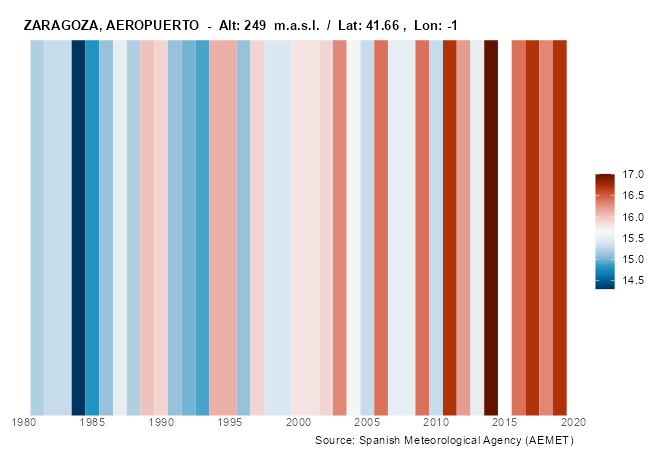 ZARAGOZA, AEROPUERTO - Alt: 249 m.a.s.l. / Lat: 41.66 , Lon: -1
17.0
16.5
16.0
15.5
15.0
14.5
1980 1985 1990 1995 2000 2005 2010 2015 2020
Source: Spanish Meteorological Agency (AEMET)